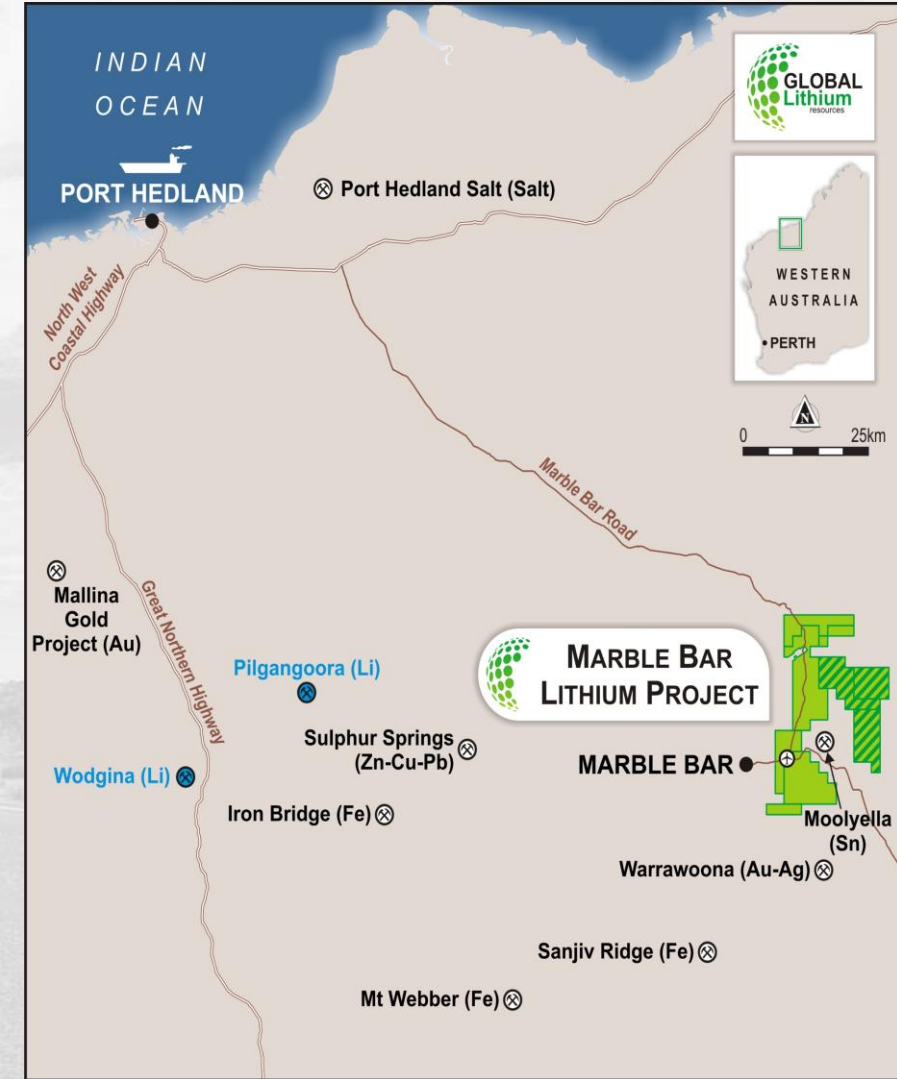 INDIAN
OCEAN
PORT HEDLAND
Port Hedland Salt (Salt)
GLOBAL
Lithium
resources
WESTERN
AUSTRALIA
PERTH
N
0 25km
North West
Coastal Highway
Marble Bar Road
Great Northern Highway
Mallina
Gold
Project (Au)
Pilgangoora (Li)
MARBLE BAR
LITHIUM PROJECT
Sulphur Springs
(Zn-Cu-Pb)
Wodgina (Li)
MARBLE BAR
Iron Bridge (Fe)
Moolyella
(Sn)
Warrawoona (Au-Ag)
Sanjiv Ridge (Fe)
Mt Webber (Fe)